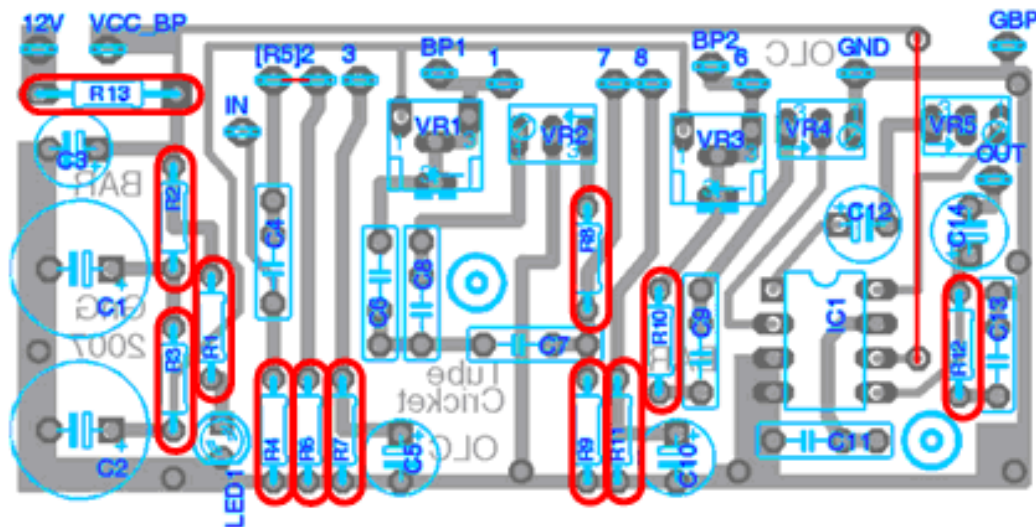 12V VCC_BP [R5]2 3 BP1 1 7 8 BP2 6 OLC GND GBP
R13 IN VR1 VR2 VR3 VR4 VR5
C3 BAPI OUT
R2 C4 R8 C12 C14
C1 R1 C6 C8 R10 C9 IC1
GFG
2007 R3 C7 R12 C13
Tube
Cricket
C2 LED1 R4 R6 R7 C5 OLC R9 R11 C10 C11